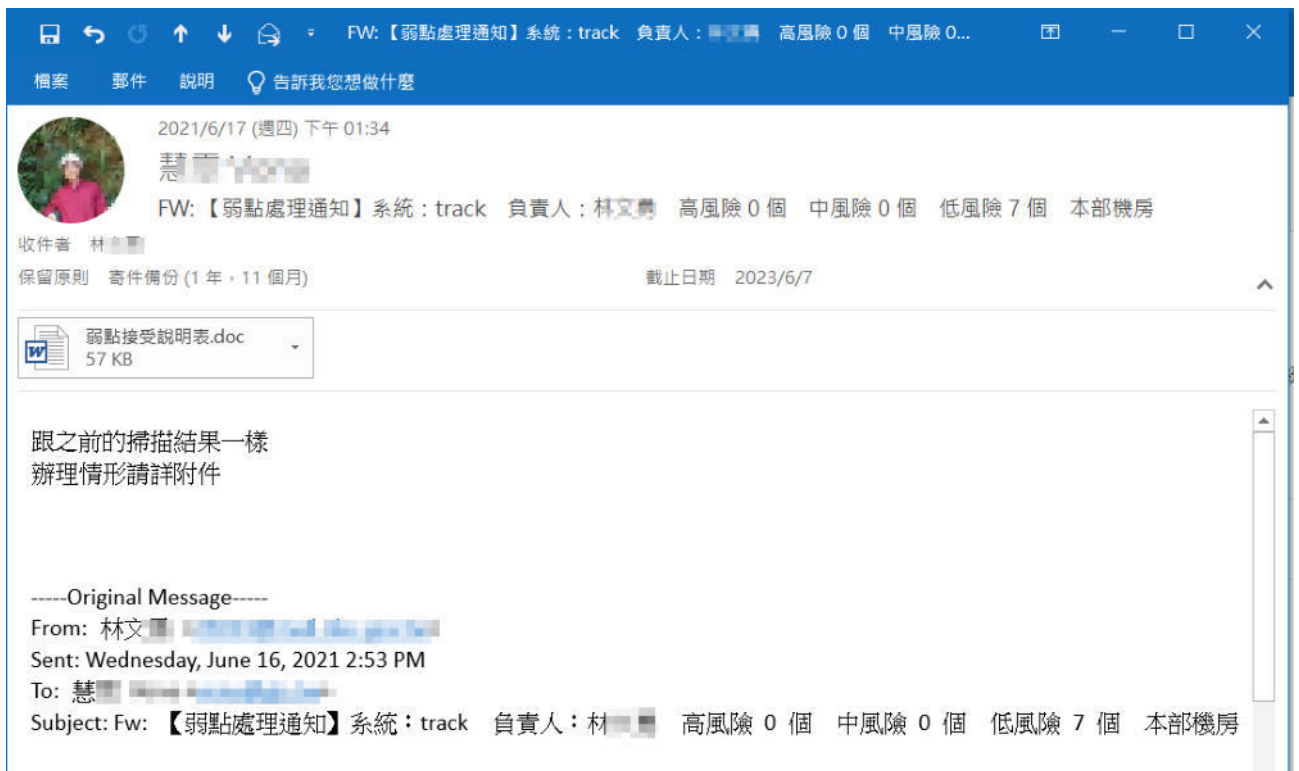 FW:【弱點處理通知】系統：track 負責人： 高風險 0 個 中風險 0...
檔案 郵件 說明 告訴我您想做什麼
2021/6/17 (週四) 下午 01:34
慧
FW:【弱點處理通知】系統：track 負責人：林文 高風險 0 個 中風險 0 個 低風險 7 個 本部機房
收件者 林
保留原則 寄件備份 (1 年，11 個月) 截止日期 2023/6/7
弱點接受說明表.doc
57 KB
跟之前的掃描結果一樣
辦理情形請詳附件
-----Original Message-----
From: 林文
Sent: Wednesday, June 16, 2021 2:53 PM
To: 慧
Subject: Fw: 【弱點處理通知】系統：track 負責人：林 高風險 0 個 中風險 0 個 低風險 7 個 本部機房